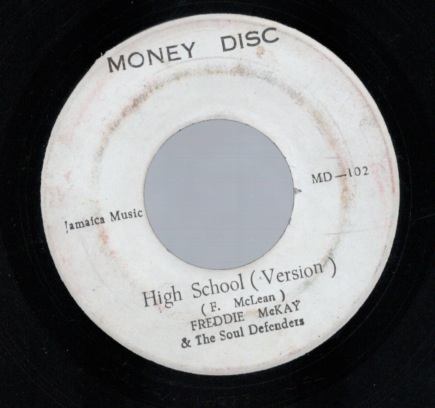 MONEY DISC
MD-102
Jamaica Music
High School (Version)
(F. McLean)
FREDDIE McKAY
& The Soul Defenders